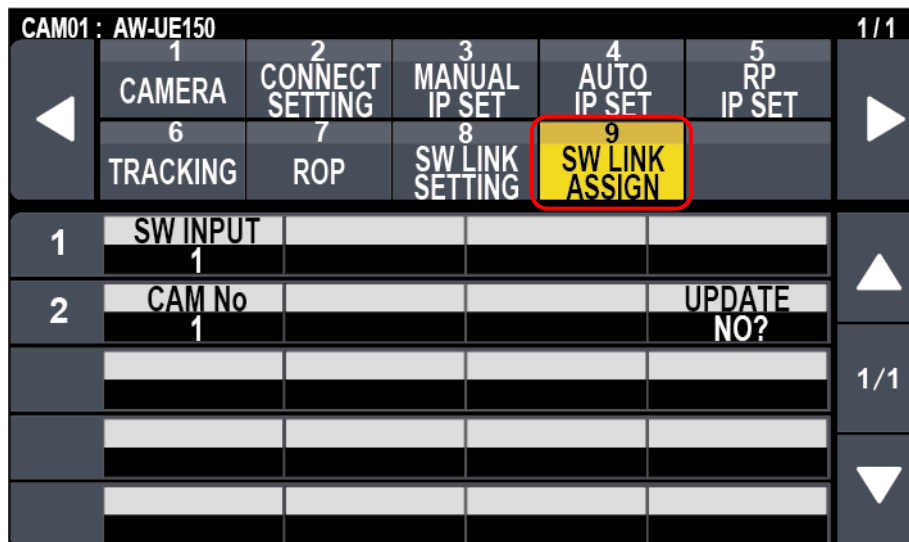 CAM01 : AW-UE150 1 / 1
1 2 3 4 5
CAMERA CONNECT SETTING MANUAL IP SET AUTO IP SET RP IP SET
6 7 8 9
TRACKING ROP SW LINK SETTING SW LINK ASSIGN
1 SW INPUT
1
2 CAM No UPDATE
1 NO?
1/1